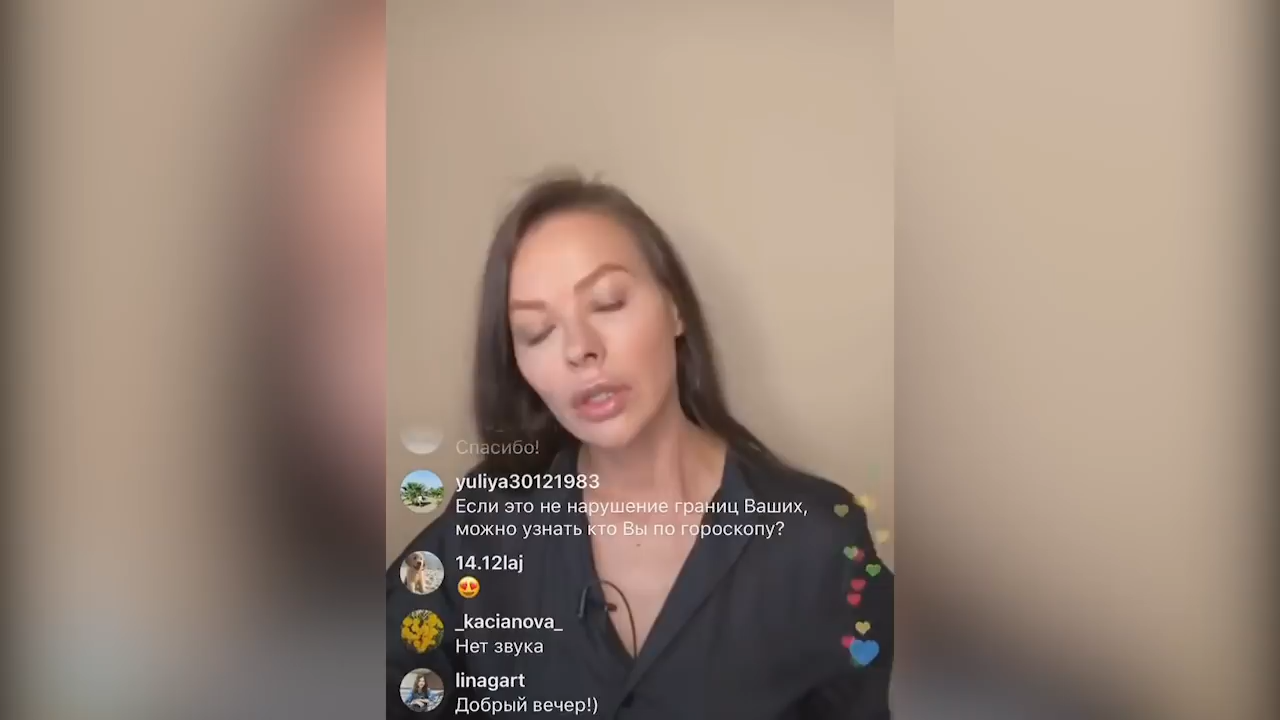 Спасибо!
yuliya30121983
Если это не нарушение границ Ваших,
можно узнать кто Вы по гороскопу?
14.12laj
😍
_kacianova_
Нет звука
linagart
Добрый вечер!)